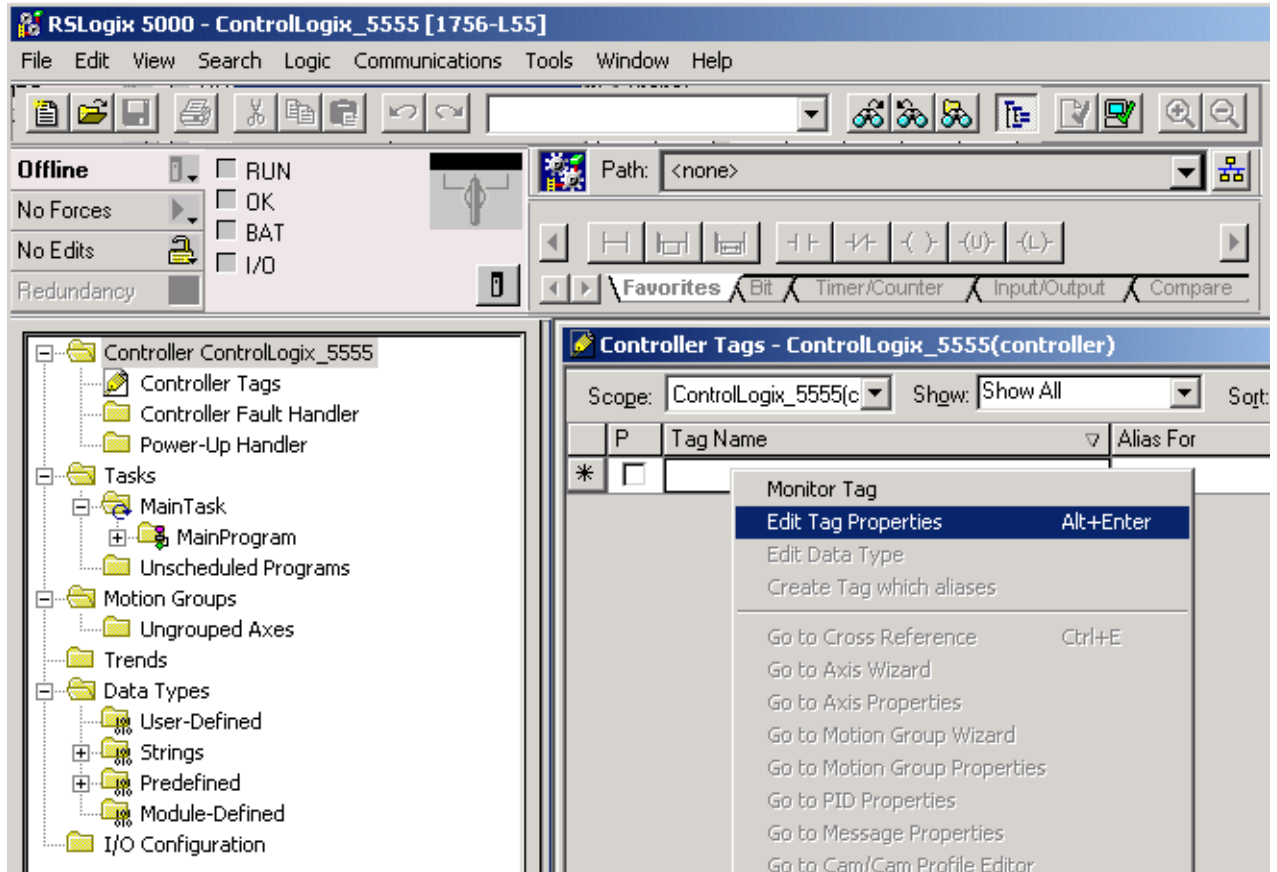 RSLogix 5000 - ControlLogix_5555 [1756-L55]
File Edit View Search Logic Communications Tools Window Help
Offline
No Forces
No Edits
Redundancy
RUN
OK
BAT
I/O
Path: <none>
Favorites Bit Timer/Counter Input/Output Compare
Controller ControlLogix_5555
Controller Tags
Controller Fault Handler
Power-Up Handler
Tasks
MainTask
MainProgram
Unscheduled Programs
Motion Groups
Ungrouped Axes
Trends
Data Types
User-Defined
Strings
Predefined
Module-Defined
I/O Configuration
Controller Tags - ControlLogix_5555(controller)
Scope: ControlLogix_5555(c Show: Show All Sort:
P Tag Name Alias For
Monitor Tag
Edit Tag Properties Alt+Enter
Edit Data Type
Create Tag which aliases
Go to Cross Reference Ctrl+E
Go to Axis Wizard
Go to Axis Properties
Go to Motion Group Wizard
Go to Motion Group Properties
Go to PID Properties
Go to Message Properties
Go to Cam/Cam Profile Editor